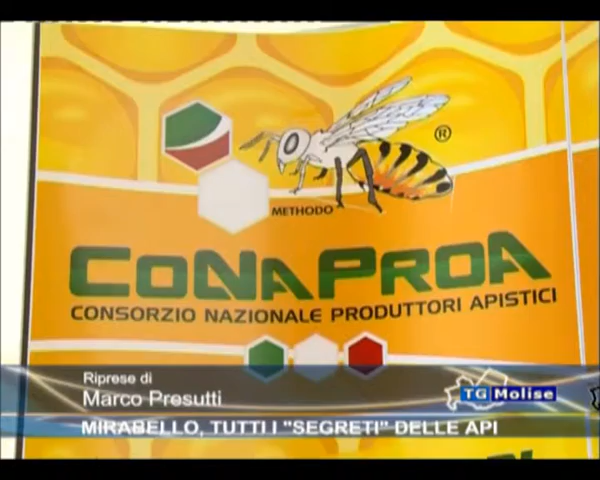 ®
METHODO
CONAPROA
CONSORZIO NAZIONALE PRODUTTORI APISTICI
Riprese di
Marco Presutti
TG Molise
MIRABELLO, TUTTI I "SEGRETI" DELLE API